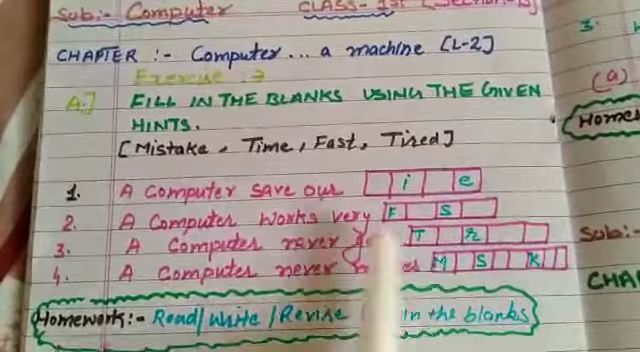 Sub:- Computer CLASS- 1st
CHAPTER :- Computer... a machine [L-2]
Exercise :-
A.] FILL IN THE BLANKS USING THE GIVEN
HINTS.
[Mistake, Time, Fast, Tired]
1. A Computer save our i e
2. A Computer works very F S
3. A Computer never T R
4. A Computer never M S K
Homework:- Read/write/Revise in the blanks
3.
(a)
Home
Sub:-
CHA